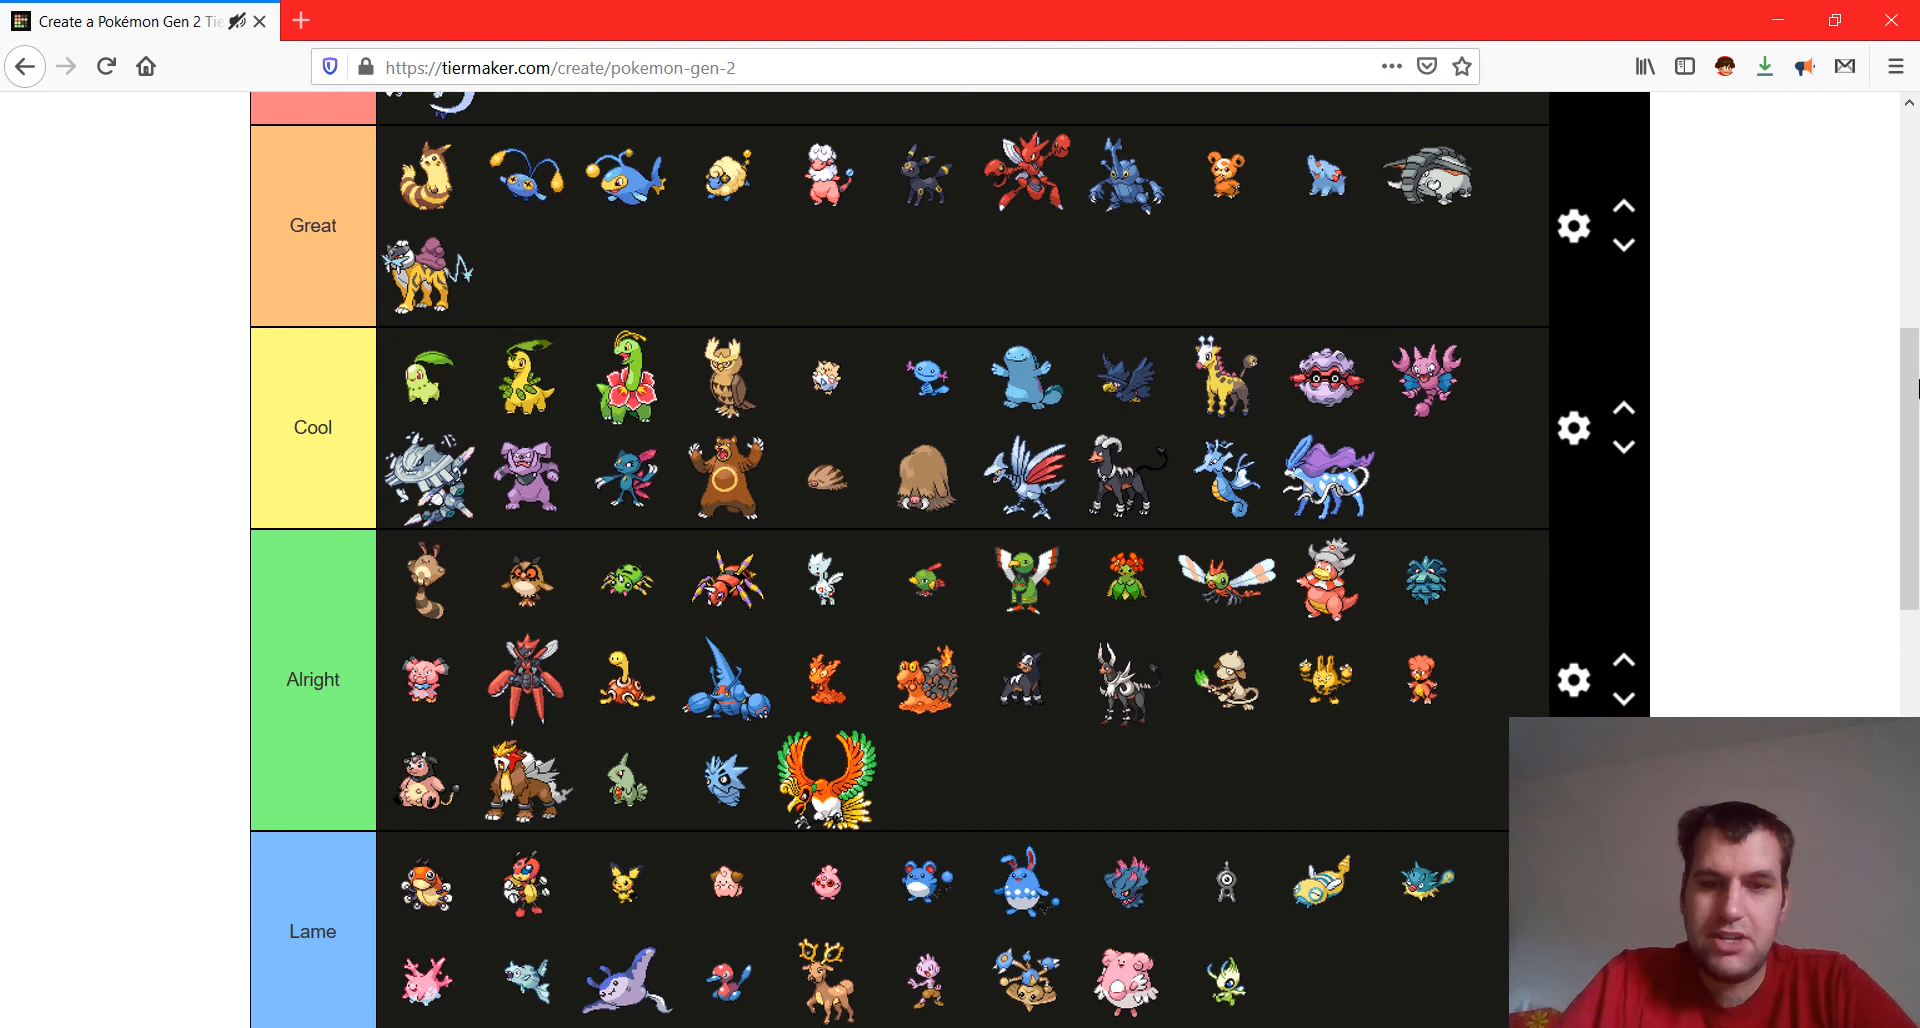 Create a Pokémon Gen 2 Tie
https://tiermaker.com/create/pokemon-gen-2
Great
Cool
Alright
Lame